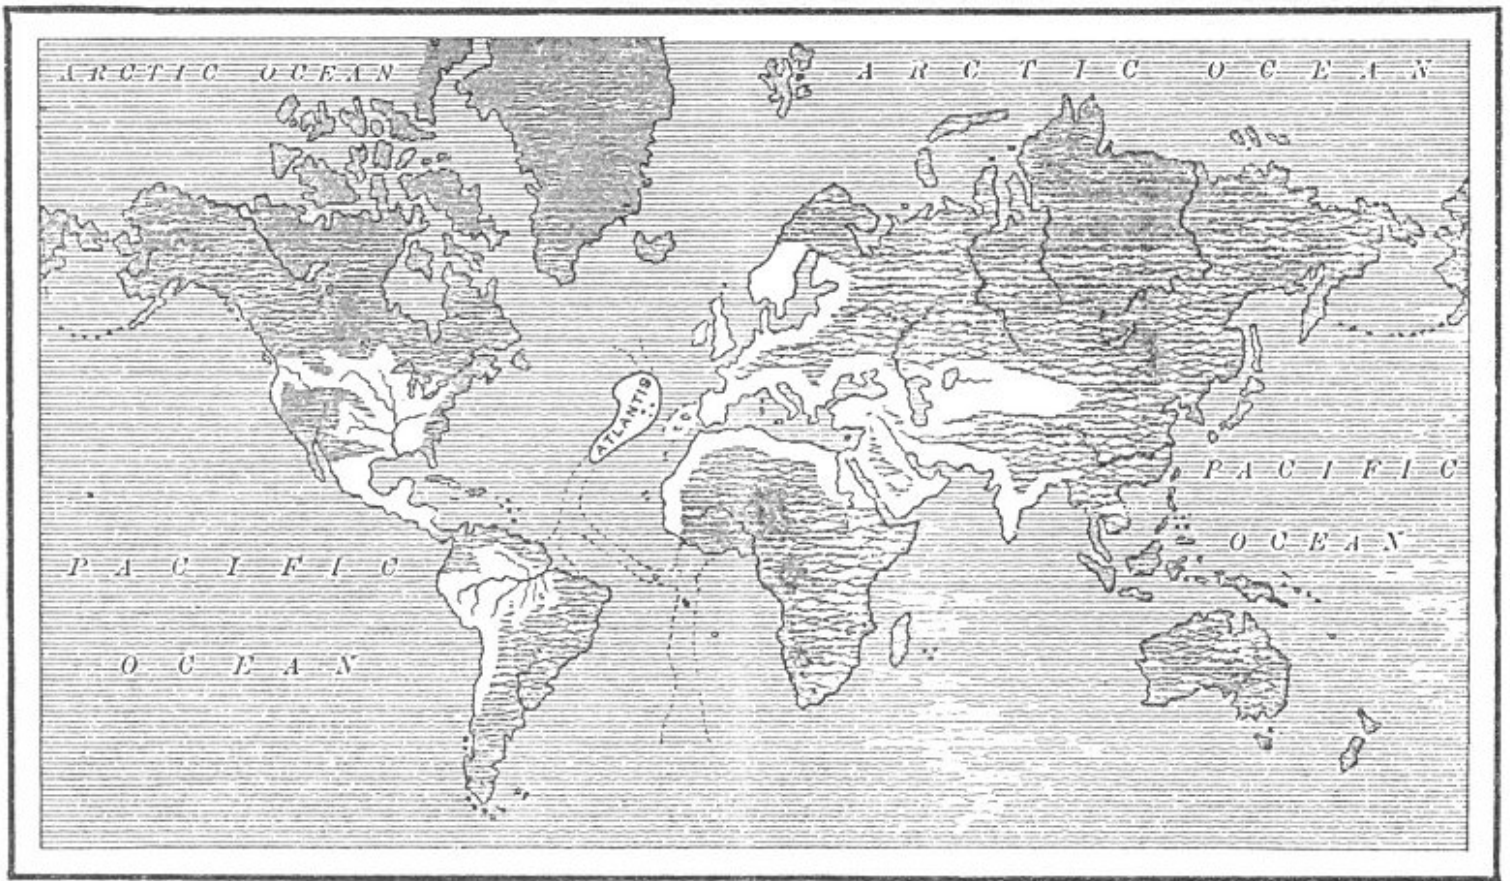 ARCTIC OCEAN
ARCTIC OCEAN
ATLANTIS
PACIFIC
OCEAN
PACIFIC
OCEAN